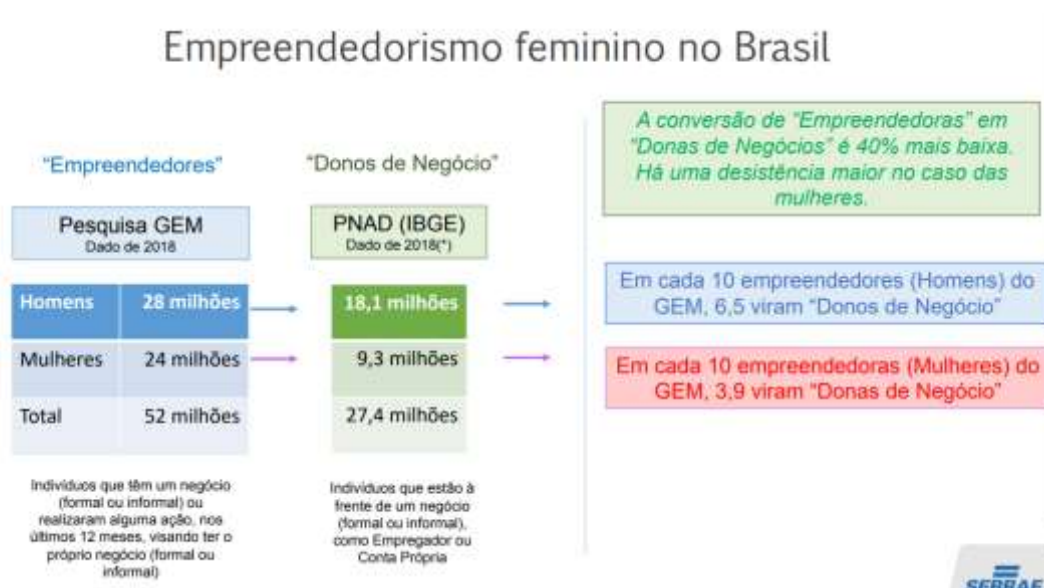 Empreendedorismo feminino no Brasil
"Empreendedores"
Pesquisa GEM
Dado de 2018
Homens 28 milhões
Mulheres 24 milhões
Total 52 milhões
Indivíduos que têm um negócio
(formal ou informal) ou
realizaram alguma ação, nos
últimos 12 meses, visando ter o
próprio negócio (formal ou
informal)
"Donos de Negócio"
PNAD (IBGE)
Dado de 2018(*)
18,1 milhões
9,3 milhões
27,4 milhões
Indivíduos que estão à
frente de um negócio
(formal ou informal),
como Empregador ou
Conta Própria
A conversão de "Empreendedoras" em
"Donas de Negócios" é 40% mais baixa.
Há uma desistência maior no caso das
mulheres.
Em cada 10 empreendedores (Homens) do
GEM, 6,5 viram "Donos de Negócio"
Em cada 10 empreendedoras (Mulheres) do
GEM, 3,9 viram "Donas de Negócio"
SEBRAE